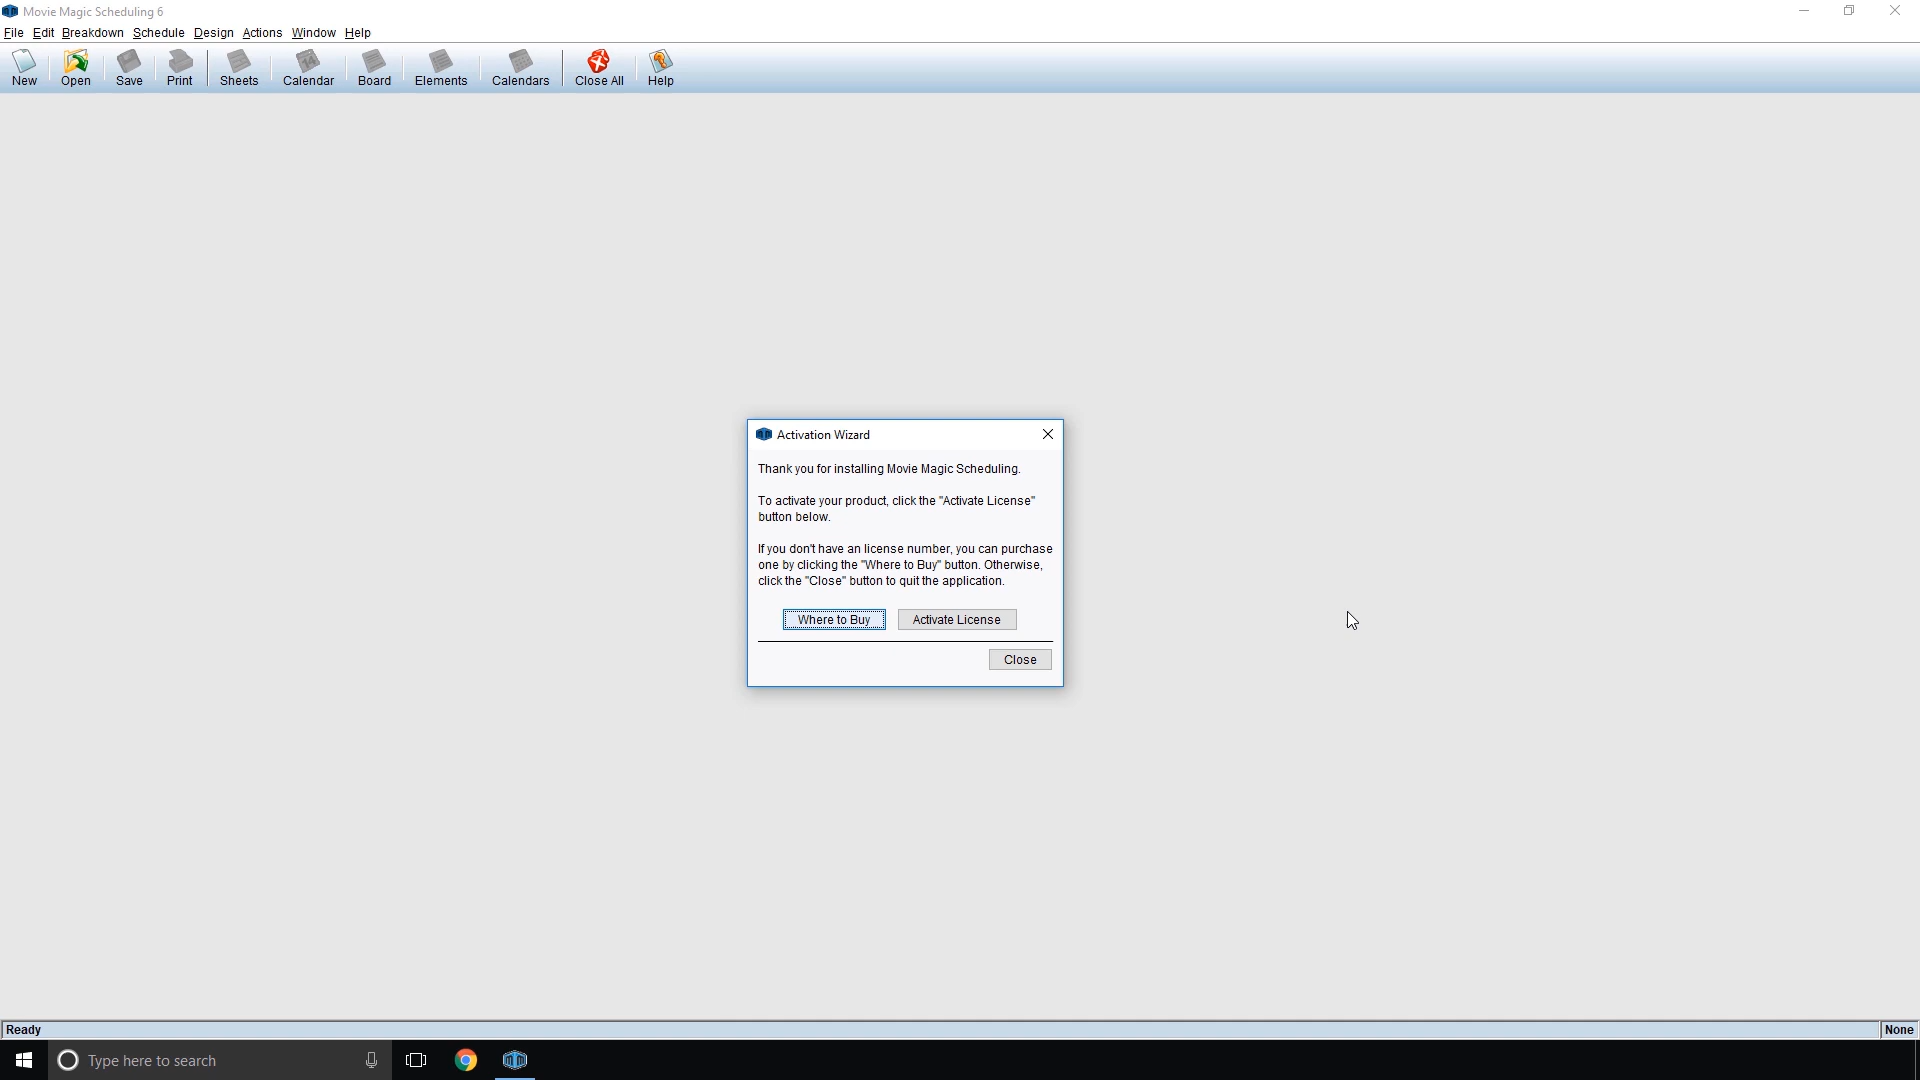 Movie Magic Scheduling 6
File Edit Breakdown Schedule Design Actions Window Help
New Open Save Print Sheets Calendar Board Elements Calendars Close All Help
Activation Wizard
Thank you for installing Movie Magic Scheduling.
To activate your product, click the "Activate License"
button below.
If you don't have an license number, you can purchase
one by clicking the "Where to Buy" button. Otherwise,
click the "Close" button to quit the application.
Where to Buy Activate License
Close
Ready None
Type here to search